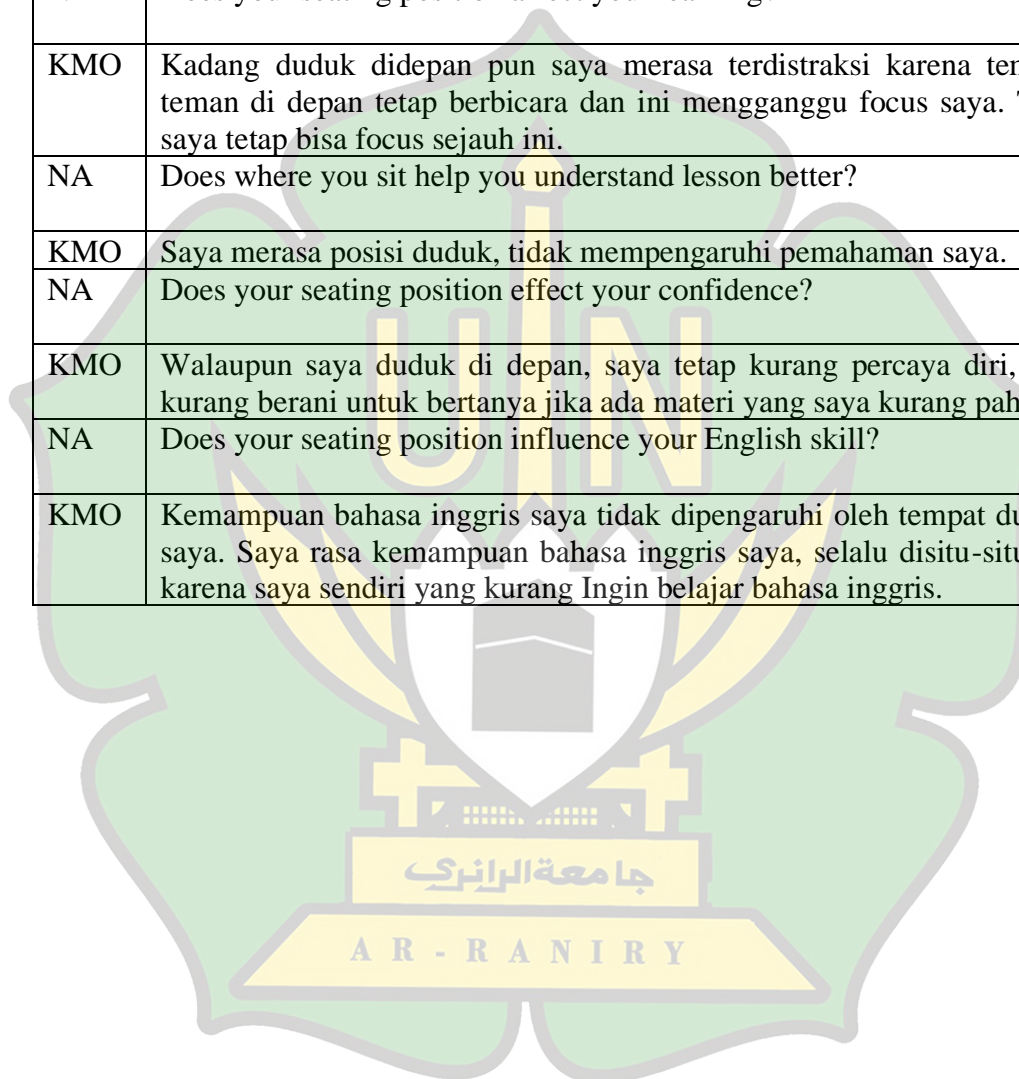 KMO Kadang duduk didepan pun saya merasa terdistraksi karena
teman di depan tetap berbicara dan ini mengganggu focus saya.
saya tetap bisa focus sejauh ini.
NA Does where you sit help you understand lesson better?
KMO Saya merasa posisi duduk, tidak mempengaruhi pemahaman saya.
NA Does your seating position effect your confidence?
KMO Walaupun saya duduk di depan, saya tetap kurang percaya diri,
kurang berani untuk bertanya jika ada materi yang saya kurang
NA Does your seating position influence your English skill?
KMO Kemampuan bahasa inggris saya tidak dipengaruhi oleh tempat
saya. Saya rasa kemampuan bahasa inggris saya, selalu
karena saya sendiri yang kurang Ingin belajar bahasa inggris.
UIN
جامعةالرانري
AR-RANIRY